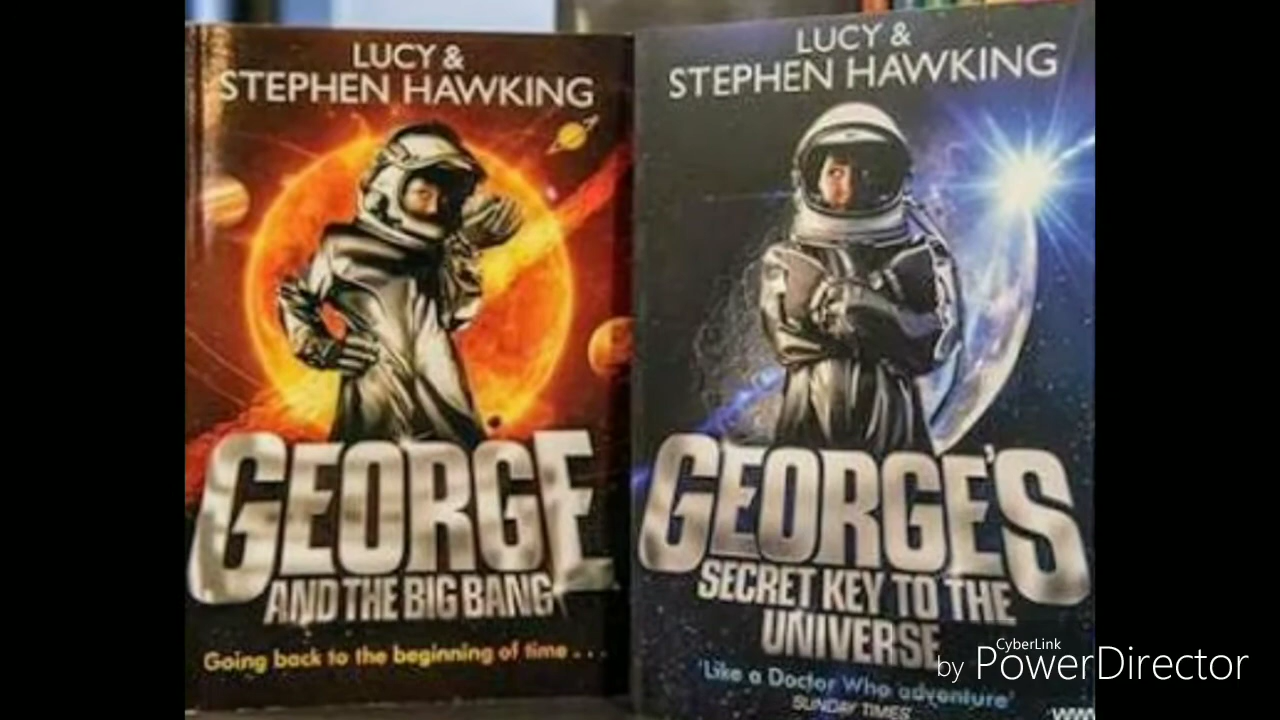 LUCY &
STEPHEN HAWKING
GEORGE
AND THE BIG BANG
Going back to the beginning of time . . .
LUCY &
STEPHEN HAWKING
GEORGE'S
SECRET KEY TO THE
UNIVERSE
'Like a Doctor Who adventure'
SUNDAY TIMES
CyberLink
by PowerDirector